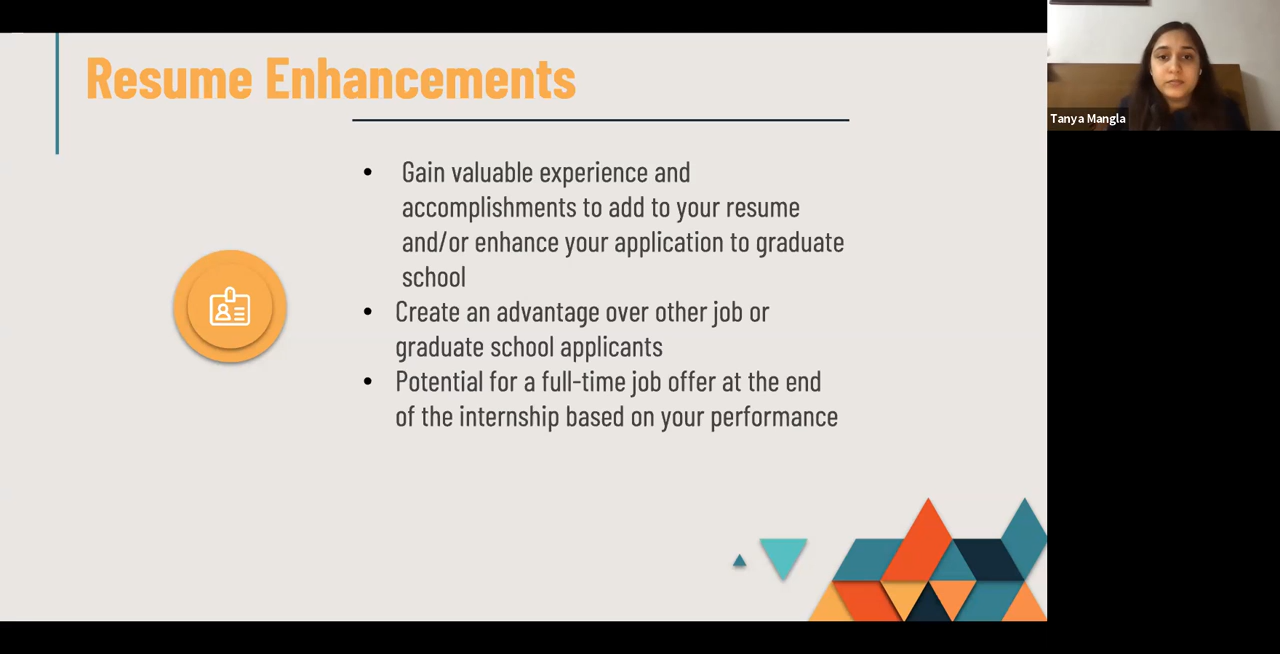 Resume Enhancements
• Gain valuable experience and
accomplishments to add to your resume
and/or enhance your application to graduate
school
• Create an advantage over other job or
graduate school applicants
• Potential for a full-time job offer at the end
of the internship based on your performance
Tanya Mangla